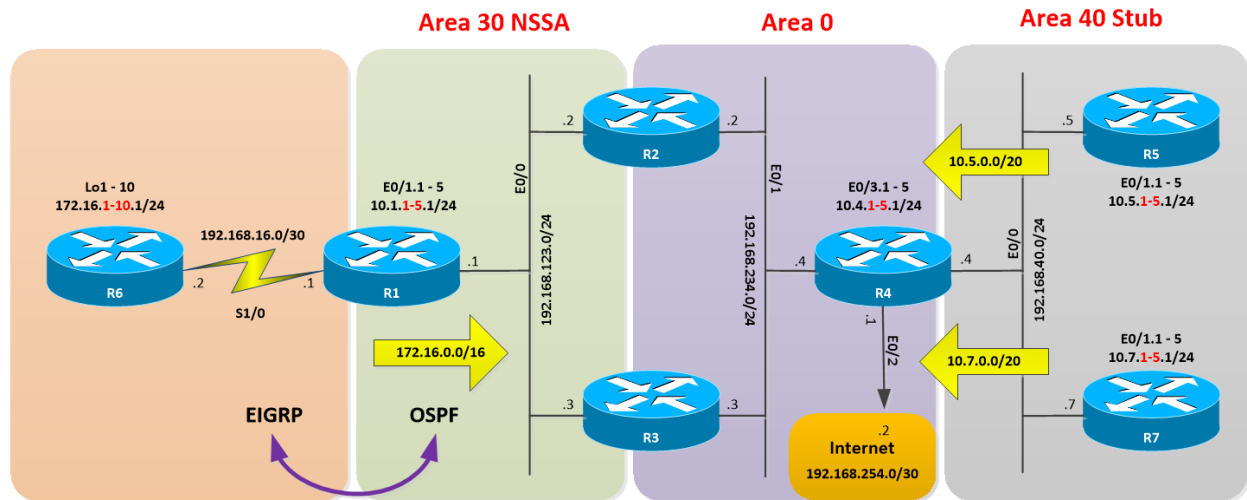 Area 30 NSSA
Area 0
Area 40 Stub
Lo1 - 10
172.16.1-10.1/24
R6
.2
192.168.16.0/30
S1/0
.1
E0/1.1 - 5
10.1.1-5.1/24
R1
.1
E0/0
192.168.123.0/24
172.16.0.0/16
EIGRP
OSPF
.2
R2
.2
.3
R3
.3
E0/1
192.168.234.0/24
E0/3.1 - 5
10.4.1-5.1/24
.4
R4
.4
.1
E0/2
.2
Internet
192.168.254.0/30
10.5.0.0/20
10.7.0.0/20
E0/0
192.168.40.0/24
.5
R5
E0/1.1 - 5
10.5.1-5.1/24
E0/1.1 - 5
10.7.1-5.1/24
.7
R7